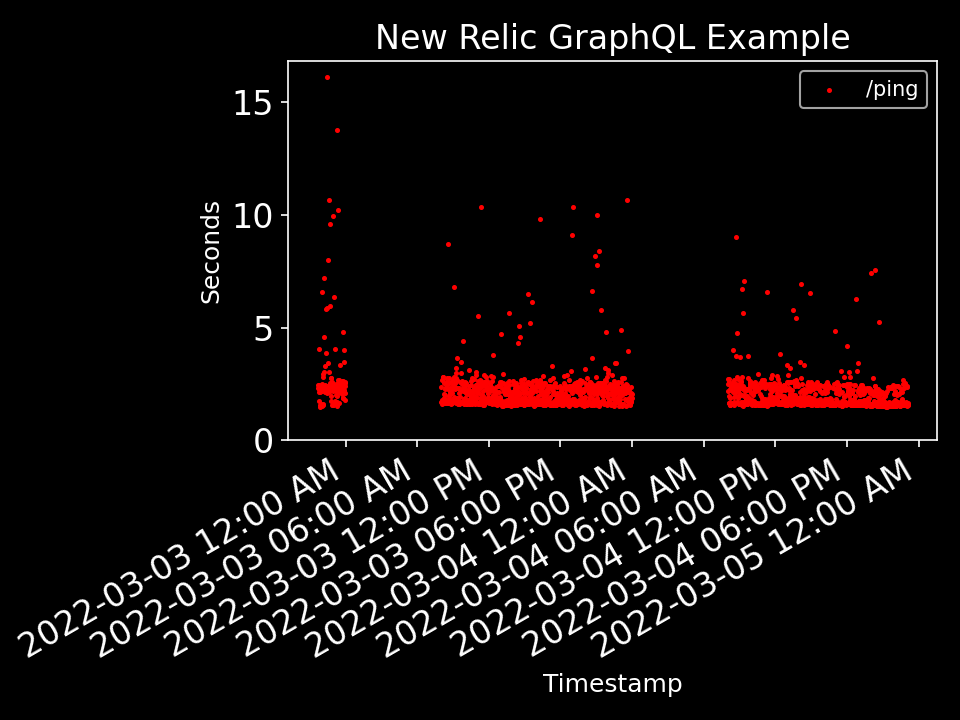 New Relic GraphQL Example
/ping
Seconds
15
10
5
0
2022-03-03 12:00 AM
2022-03-03 06:00 AM
2022-03-03 12:00 PM
2022-03-03 06:00 PM
2022-03-04 12:00 AM
2022-03-04 06:00 AM
2022-03-04 12:00 PM
2022-03-04 06:00 PM
2022-03-05 12:00 AM
Timestamp